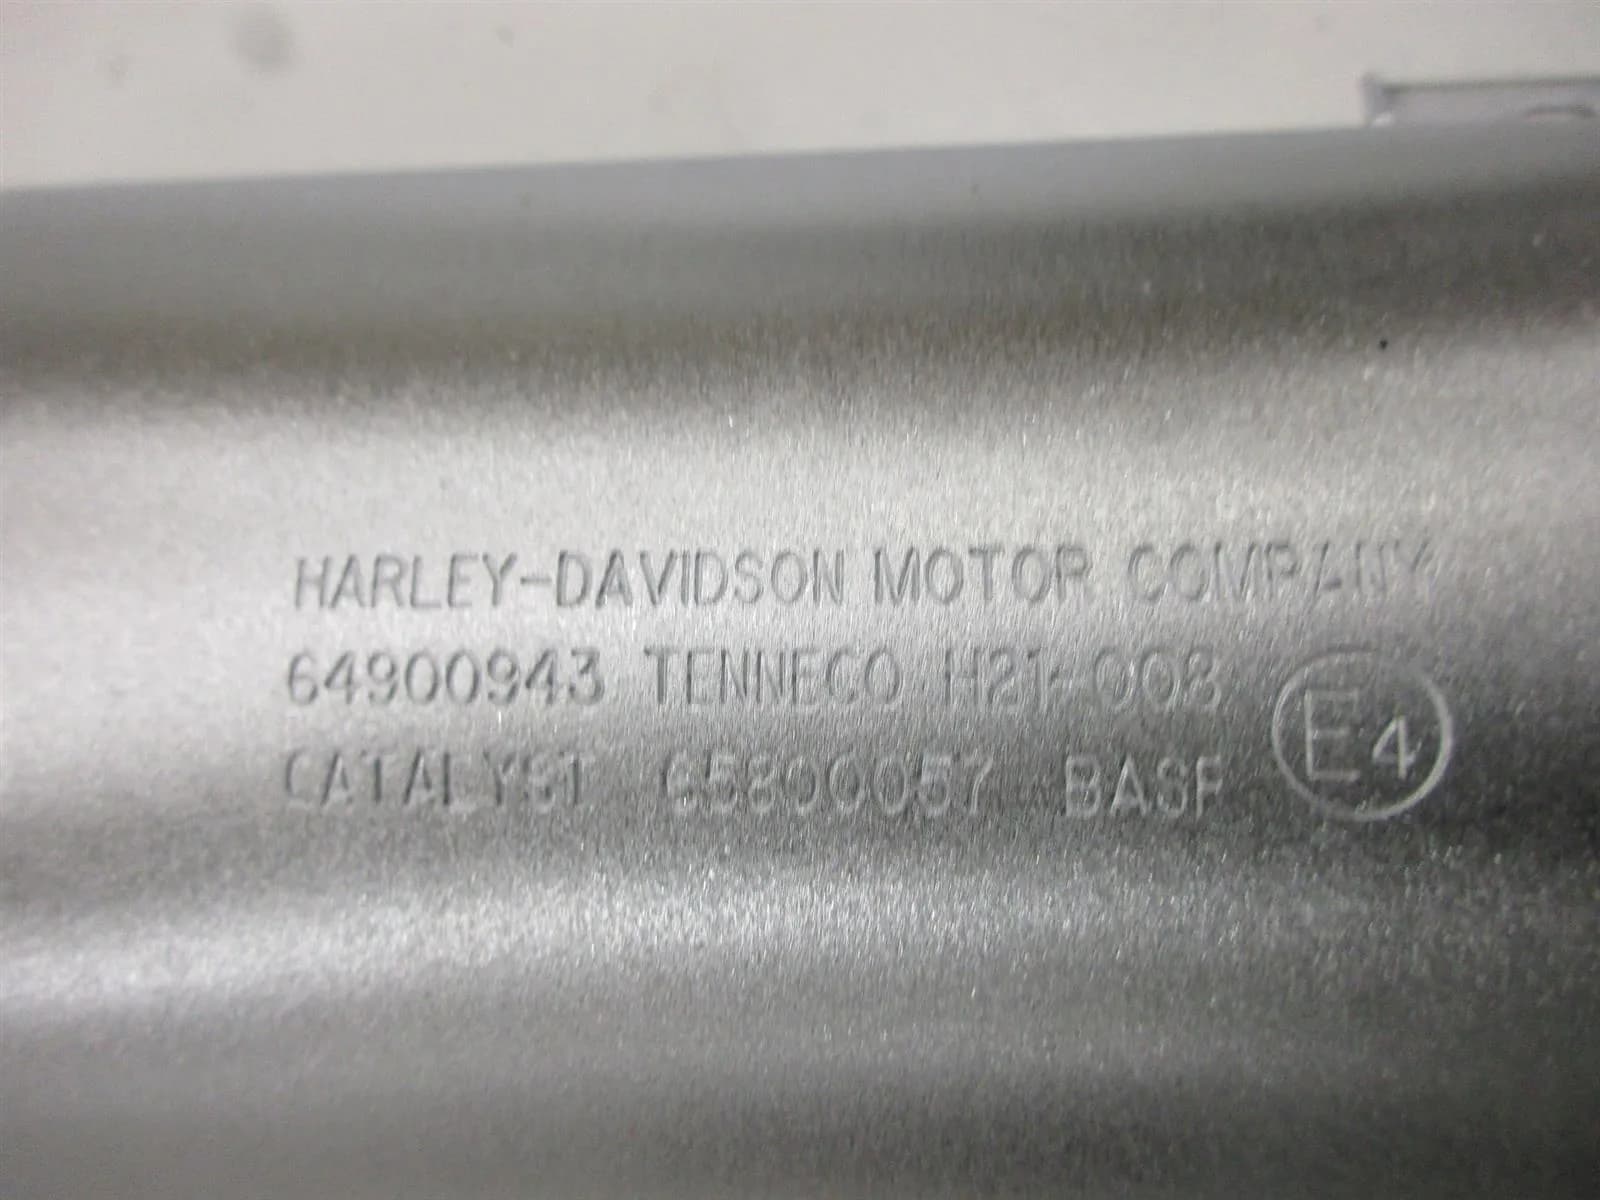 HARLEY-DAVIDSON MOTOR COMPANY
64900943 TENNECO H21-008
CATALYST 65800057 BASF
E4